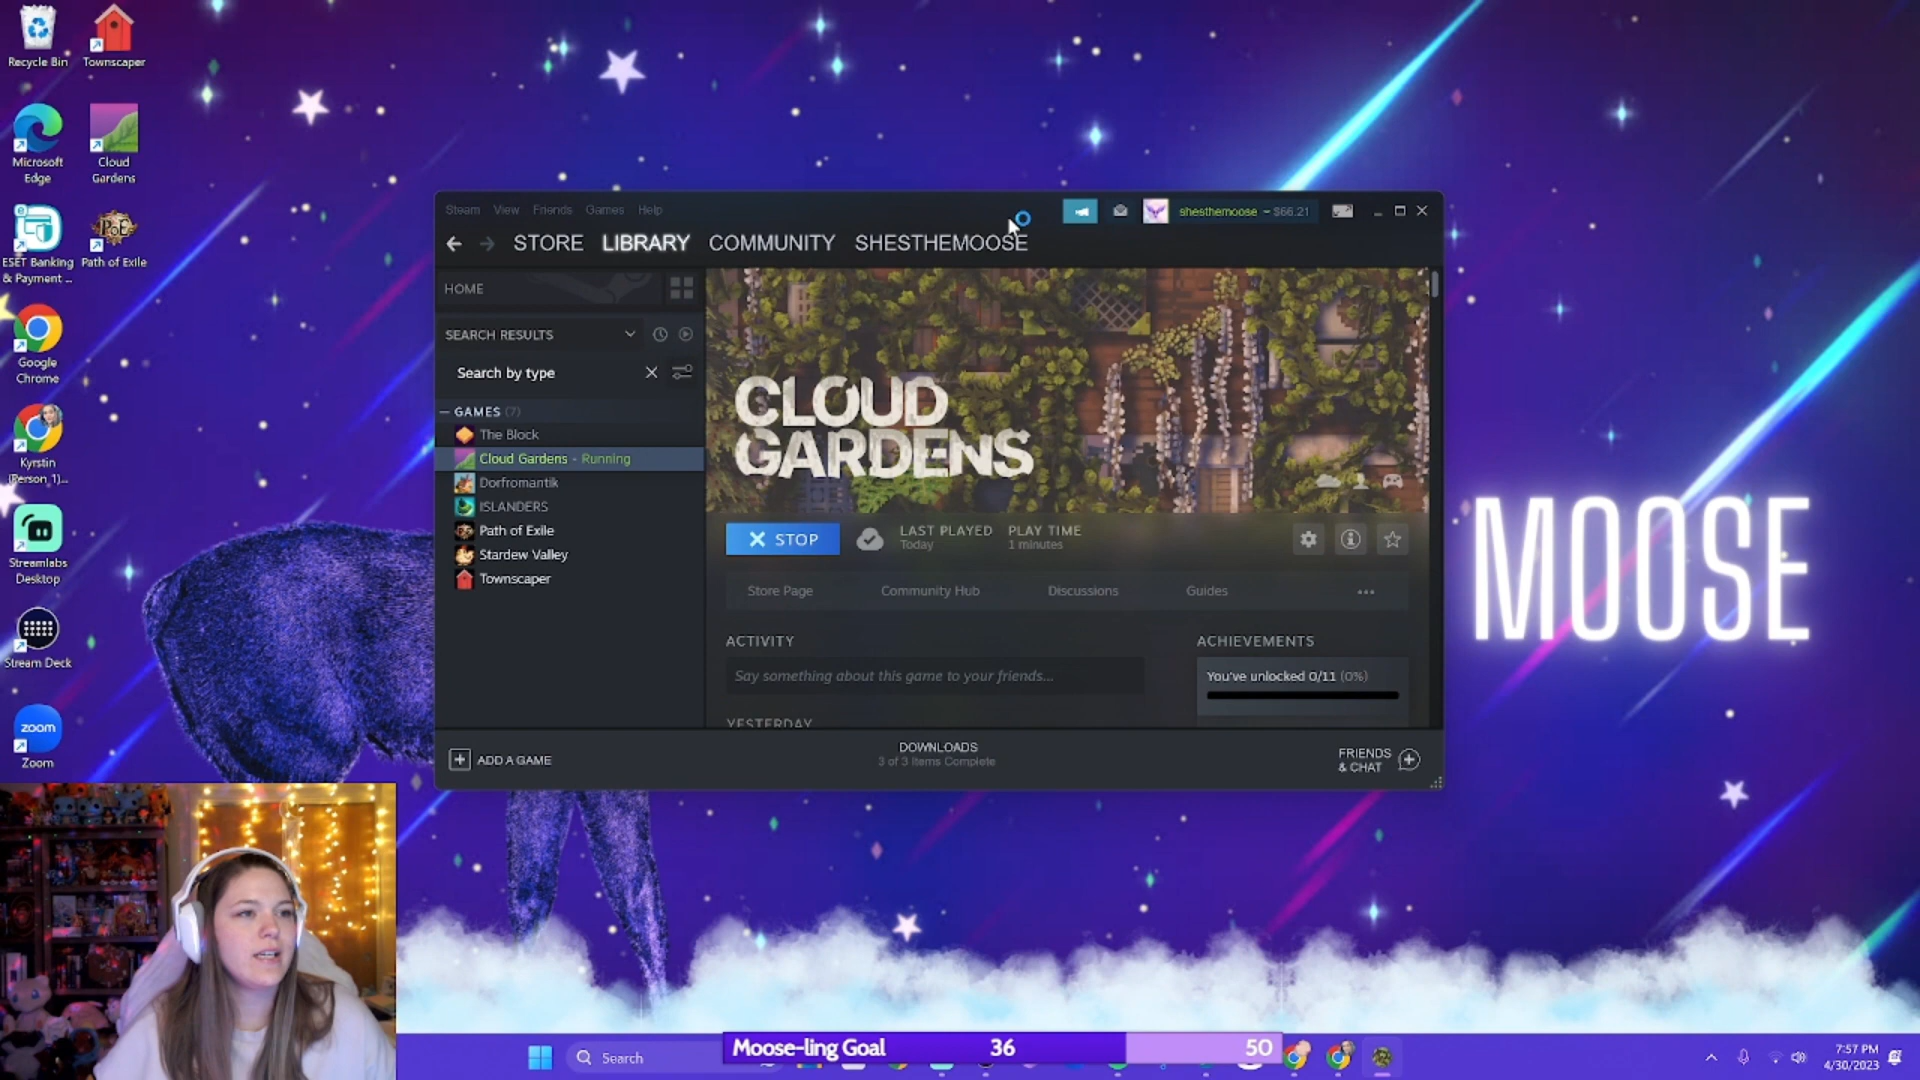 Recycle Bin
Townscaper
Microsoft
Edge
Cloud
Gardens
ESET Banking
& Payment ...
Path of Exile
Google
Chrome
Kyrstin
(Person 1)...
Streamlabs
Desktop
Stream Deck
zoom
Zoom
Steam View Friends Games Help
shesthemoose $66.21
STORE LIBRARY COMMUNITY SHESTHEMOOSE
HOME
SEARCH RESULTS
Search by type
GAMES (7)
The Block
Cloud Gardens - Running
Dorfromantik
ISLANDERS
Path of Exile
Stardew Valley
Townscaper
CLOUD
GARDENS
STOP
LAST PLAYED
Today
PLAY TIME
1 minutes
Store Page Community Hub Discussions Guides
ACTIVITY
Say something about this game to your friends...
YESTERDAY
ACHIEVEMENTS
You've unlocked 0/11 (0%)
ADD A GAME
DOWNLOADS
3 of 3 Items Complete
FRIENDS
& CHAT
MOOSE
Search
Moose-ling Goal 36 50
7:57 PM
4/30/2023